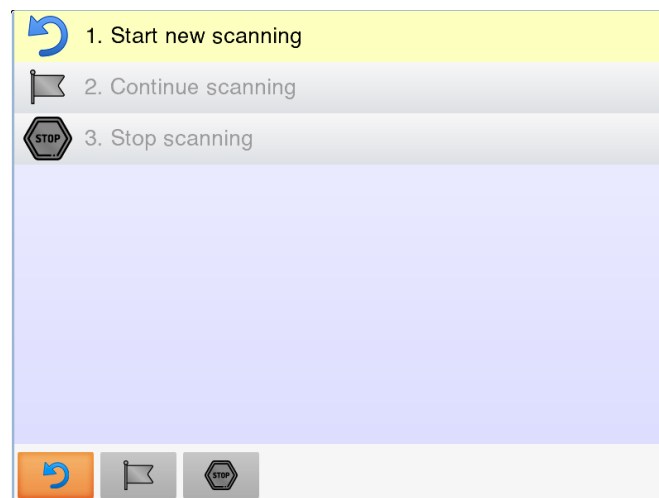 1. Start new scanning
2. Continue scanning
STOP
3. Stop scanning
STOP